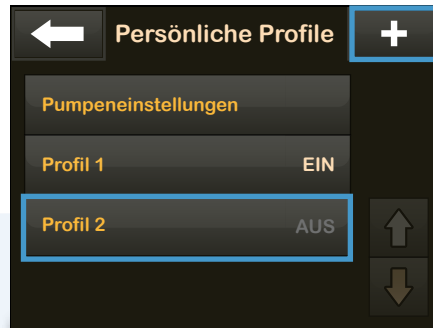 Persönliche Profile
Pumpeneinstellungen
Profil 1 EIN
Profil 2 AUS